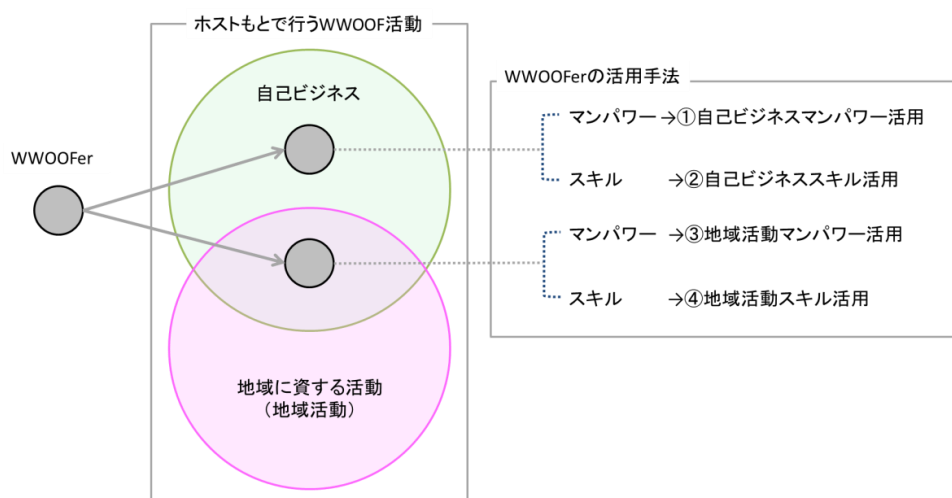 ホストもとで行うWWOOF活動
自己ビジネス
WWOOFer
地域に資する活動
（地域活動）
WWOOFerの活用手法
マンパワー →①自己ビジネスマンパワー活用
スキル →②自己ビジネススキル活用
マンパワー →③地域活動マンパワー活用
スキル →④地域活動スキル活用